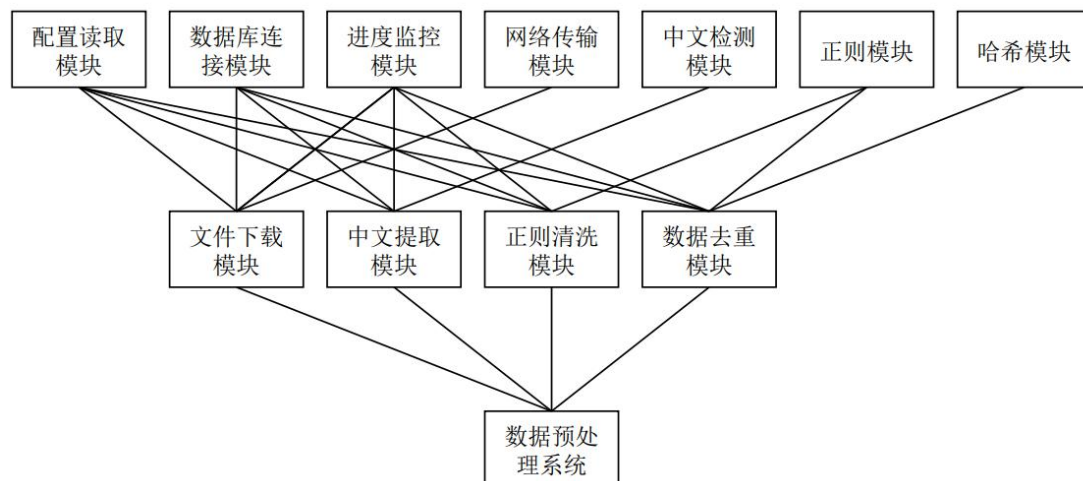 配置读取
模块
数据库连
接模块
进度监控
模块
网络传输
模块
中文检测
模块
正则模块
哈希模块
文件下载
模块
中文提取
模块
正则清洗
模块
数据去重
模块
数据预处
理系统